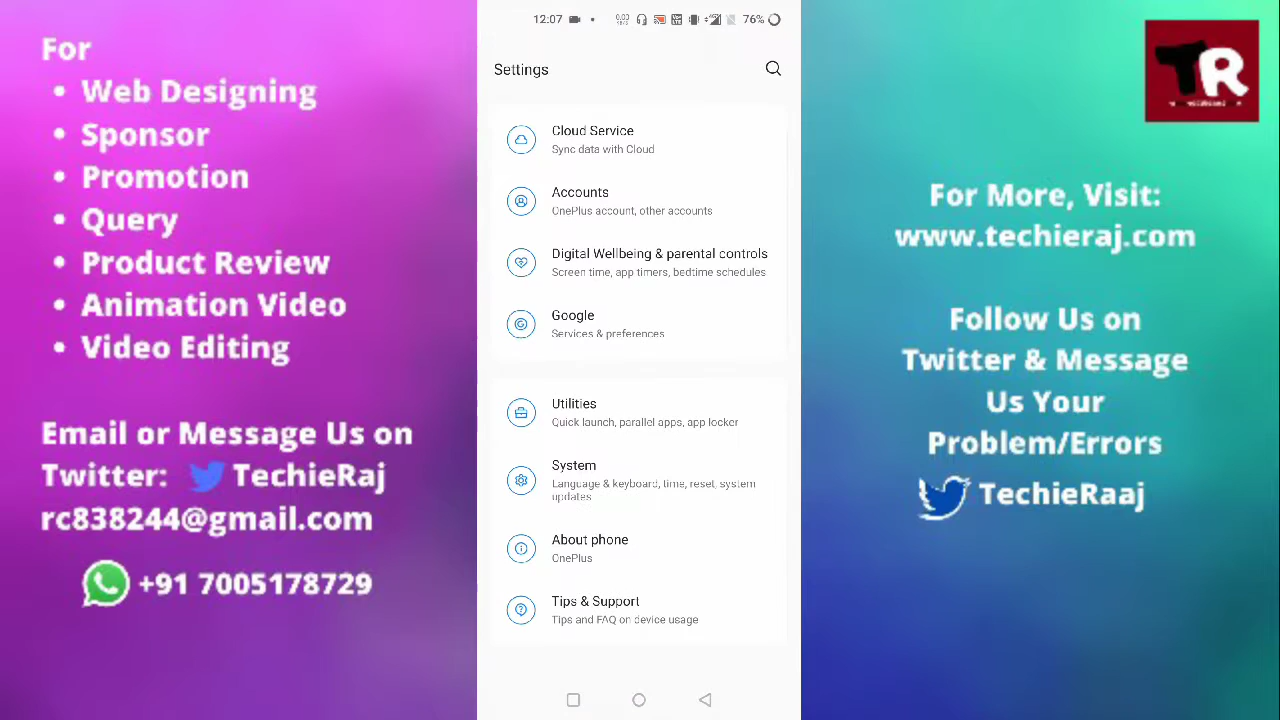 For
• Web Designing
• Sponsor
• Promotion
• Query
• Product Review
• Animation Video
• Video Editing
Email or Message Us on
Twitter: TechieRaj
rc838244@gmail.com
+91 7005178729
12:07
0.00
76%
Settings
Cloud Service
Sync data with Cloud
Accounts
OnePlus account, other accounts
Digital Wellbeing & parental controls
Screen time, app timers, bedtime schedules
Google
Services & preferences
Utilities
Quick launch, parallel apps, app locker
System
Language & keyboard, time, reset, system
updates
About phone
OnePlus
Tips & Support
Tips and FAQ on device usage
TR
For More, Visit:
www.techieraj.com
Follow Us on
Twitter & Message
Us Your
Problem/Errors
TechieRaaj